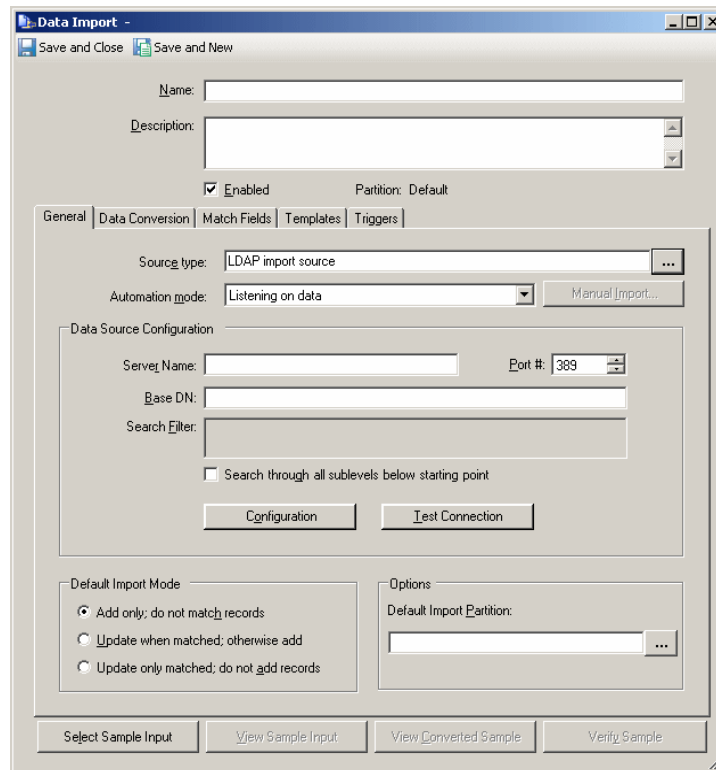 Data Import -
Save and Close Save and New
Name:
Description:
Enabled Partition: Default
General Data Conversion Match Fields Templates Triggers
Source type: LDAP import source ...
Automation mode: Listening on data Manual Import...
Data Source Configuration
Server Name: Port #: 389
Base DN:
Search Filter:
Search through all sublevels below starting point
Configuration Test Connection
Default Import Mode Options
Add only; do not match records Default Import Partition:
Update when matched; otherwise add ...
Update only matched; do not add records
Select Sample Input View Sample Input View Converted Sample Verify Sample